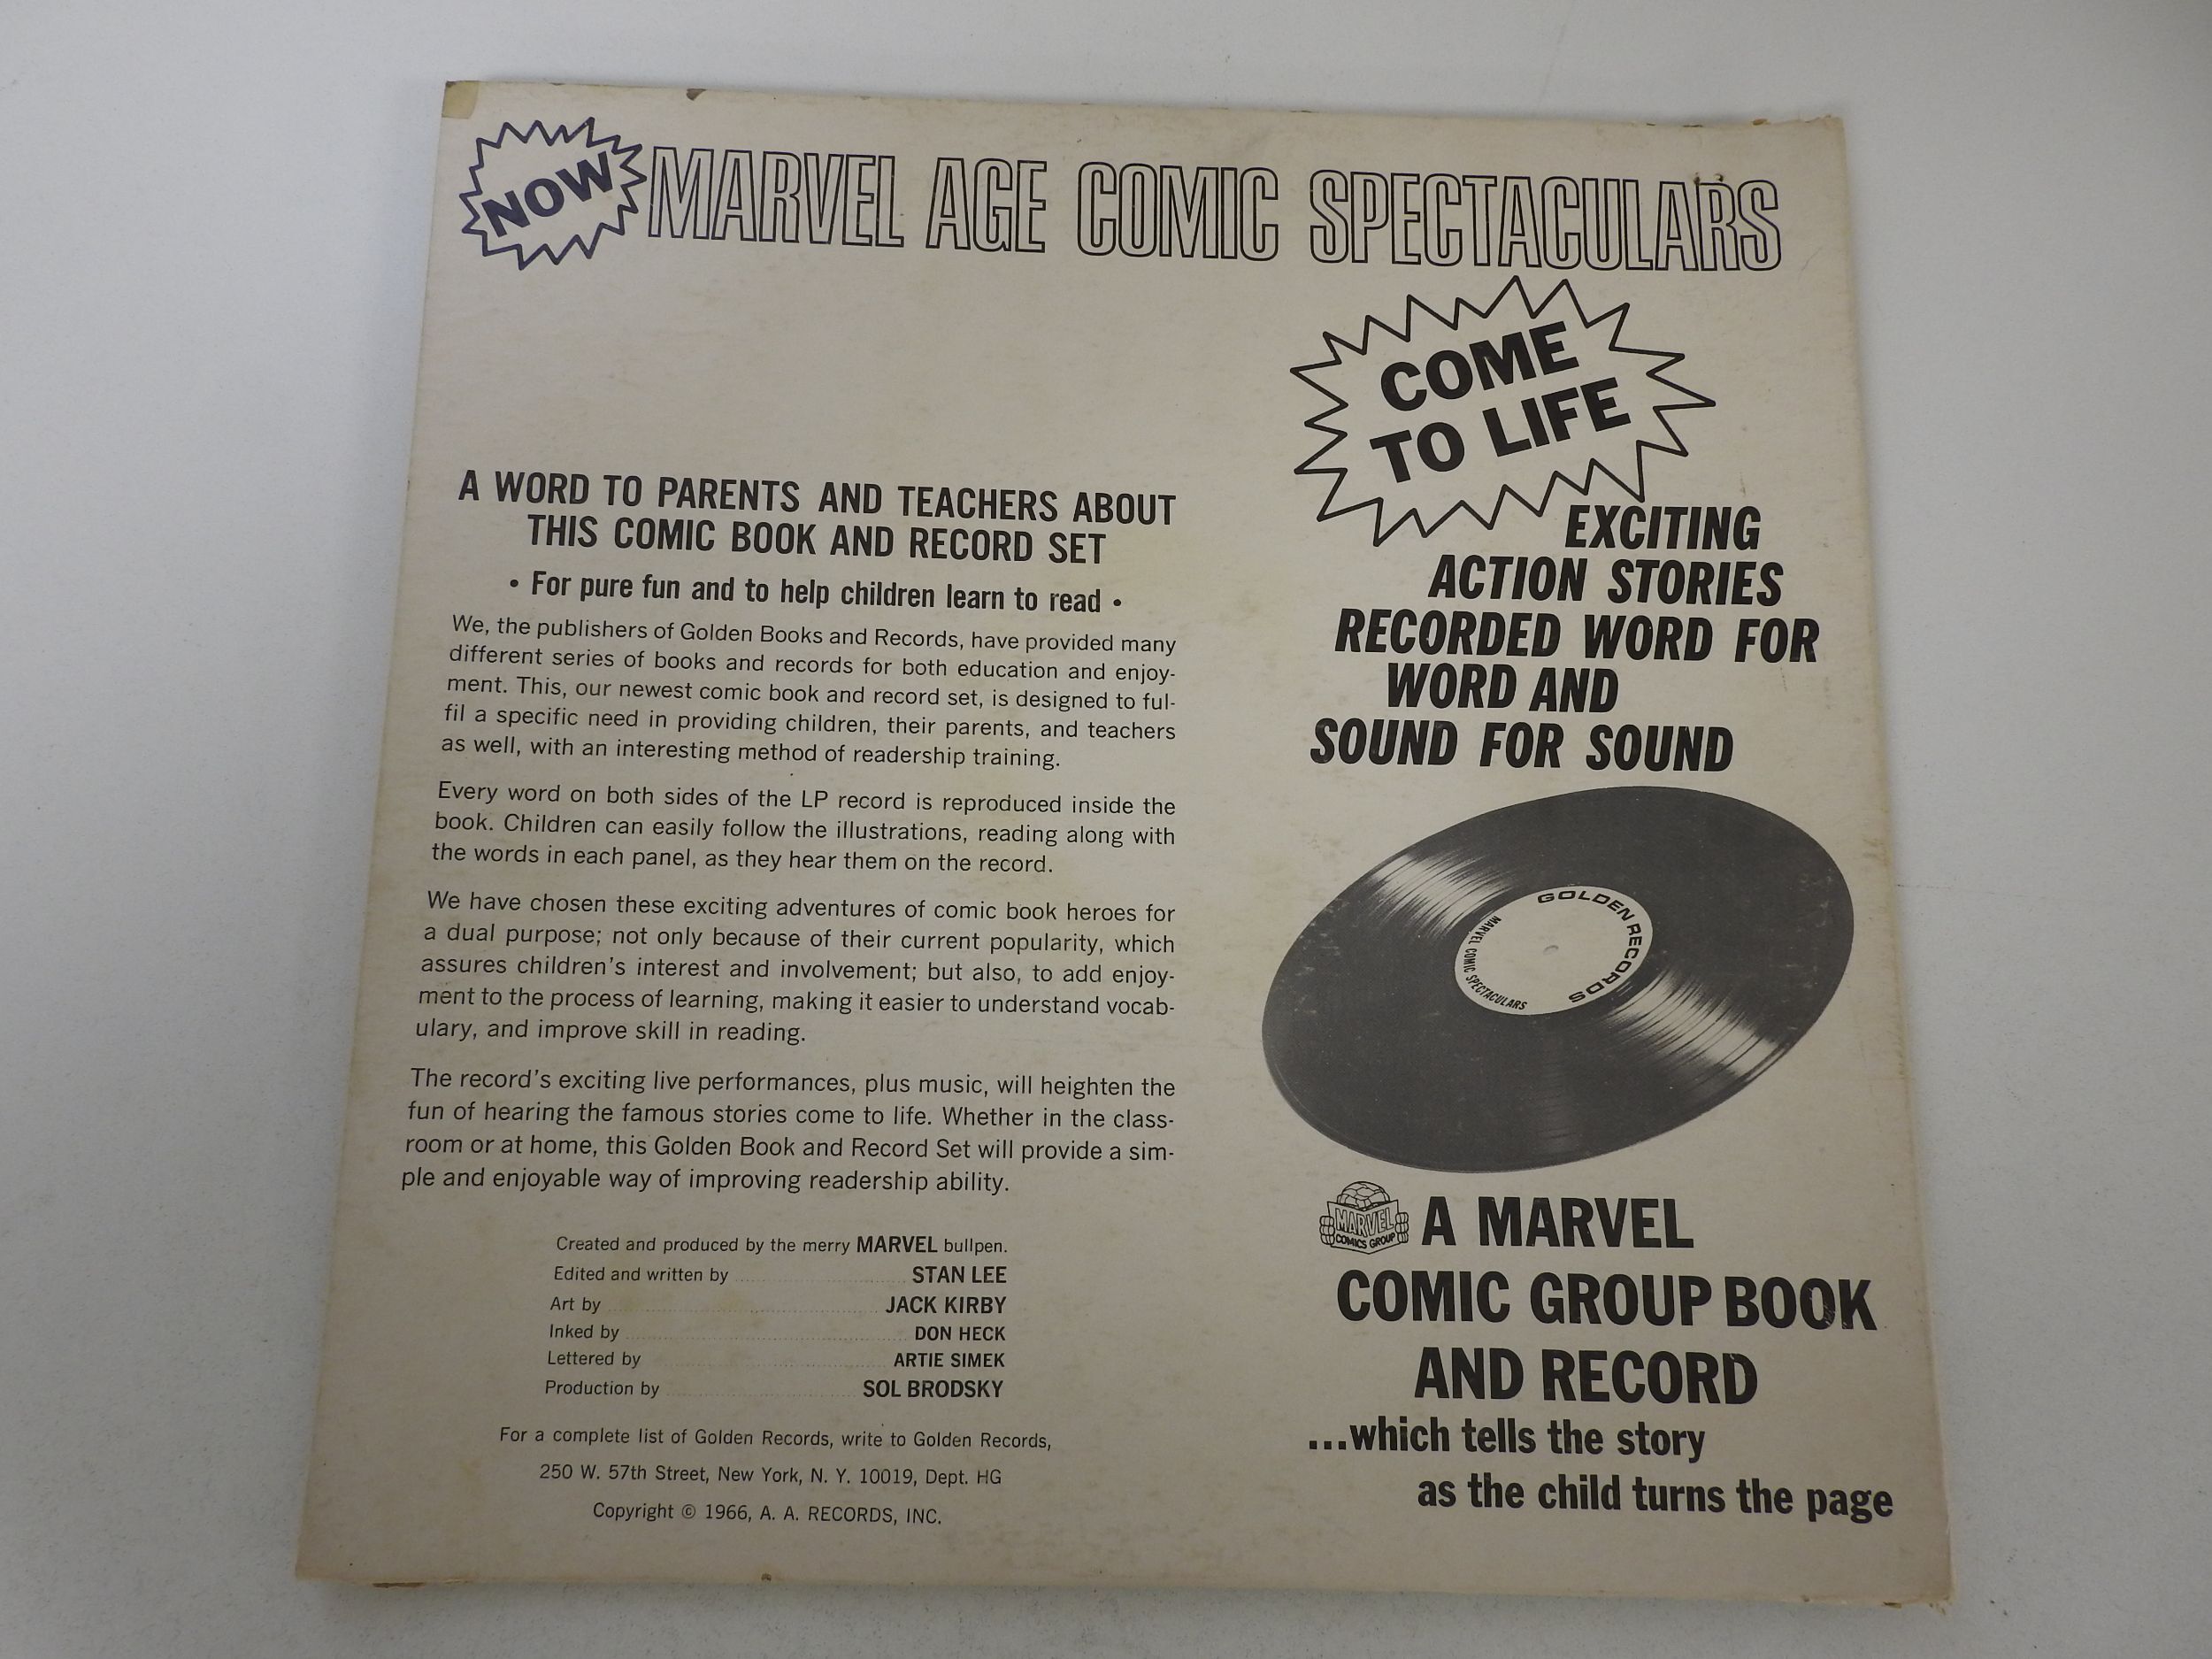 NOW MARVEL AGE COMIC SPECTACULARS
COME
TO LIFE
EXCITING
ACTION STORIES
RECORDED WORD FOR
WORD AND
SOUND FOR SOUND
A WORD TO PARENTS AND TEACHERS ABOUT
THIS COMIC BOOK AND RECORD SET
• For pure fun and to help children learn to read •
We, the publishers of Golden Books and Records, have provided many
different series of books and records for both education and enjoy-
ment. This, our newest comic book and record set, is designed to ful-
fil a specific need in providing children, their parents, and teachers
as well, with an interesting method of readership training.
Every word on both sides of the LP record is reproduced inside the
book. Children can easily follow the illustrations, reading along with
the words in each panel, as they hear them on the record.
We have chosen these exciting adventures of comic book heroes for
a dual purpose; not only because of their current popularity, which
assures children's interest and involvement; but also, to add enjoy-
ment to the process of learning, making it easier to understand vocab-
ulary, and improve skill in reading.
The record's exciting live performances, plus music, will heighten the
fun of hearing the famous stories come to life. Whether in the class-
room or at home, this Golden Book and Record Set will provide a sim-
ple and enjoyable way of improving readership ability.
Created and produced by the merry MARVEL bullpen.
Edited and written by STAN LEE
Art by JACK KIRBY
Inked by DON HECK
Lettered by ARTIE SIMEK
Production by SOL BRODSKY
For a complete list of Golden Records, write to Golden Records,
250 W. 57th Street, New York, N. Y. 10019, Dept. HG
Copyright © 1966, A. A. RECORDS, INC.
GOLDEN RECORDS
MARVEL COMIC SPECTACULARS
MARVEL
COMICS GROUP
A MARVEL
COMIC GROUP BOOK
AND RECORD
...which tells the story
as the child turns the page